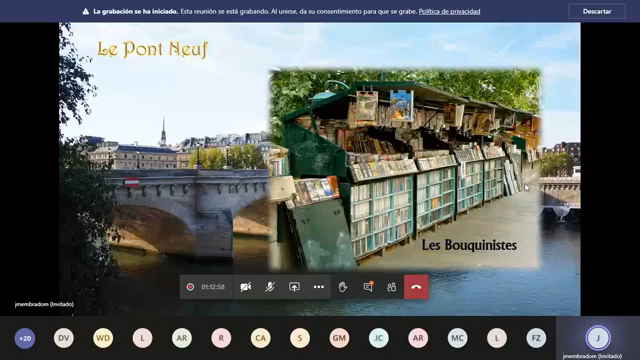 La grabación se ha iniciado. Esta reunión se está grabando. Al unirse, da su consentimiento para que se grabe. Política de privacidad
Descartar
Le Pont Neuf
Les Bouquinistes
01:12:58
jmembradom (Invitado)
+20
DV
WD
L
AR
R
CA
S
GM
JC
AR
MC
L
FZ
J
jmembradom (Invitado)